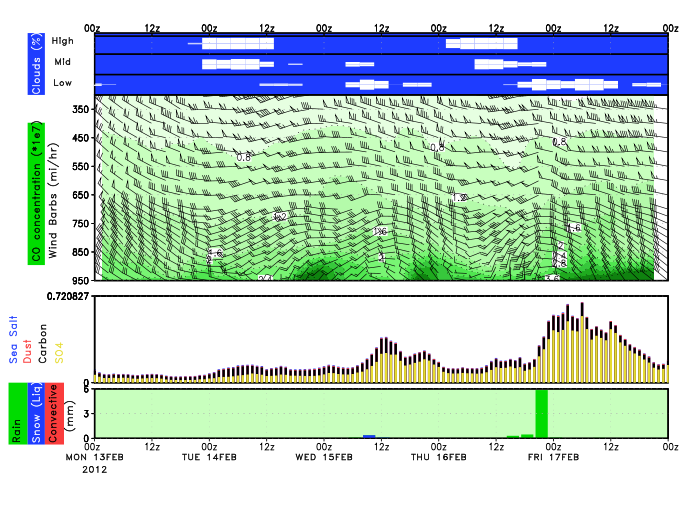 00z 12z 00z 12z 00z 12z 00z 12z 00z 12z 00z
Clouds (%)
High
Mid
Low
CO concentration (*1e7)
Wind Barbs (mi/hr)
350
450
550
650
750
850
950
0.8 0.8 0.8
1.2 1.2
1.6 1.6 1.6
0.720827
0
Sea Salt
Dust
Carbon
SO4
Rain
Snow (Liq)
Convective
(mm)
6
3
0
00z 12z 00z 12z 00z 12z 00z 12z 00z 12z 00z
MON 13FEB TUE 14FEB WED 15FEB THU 16FEB FRI 17FEB
2012